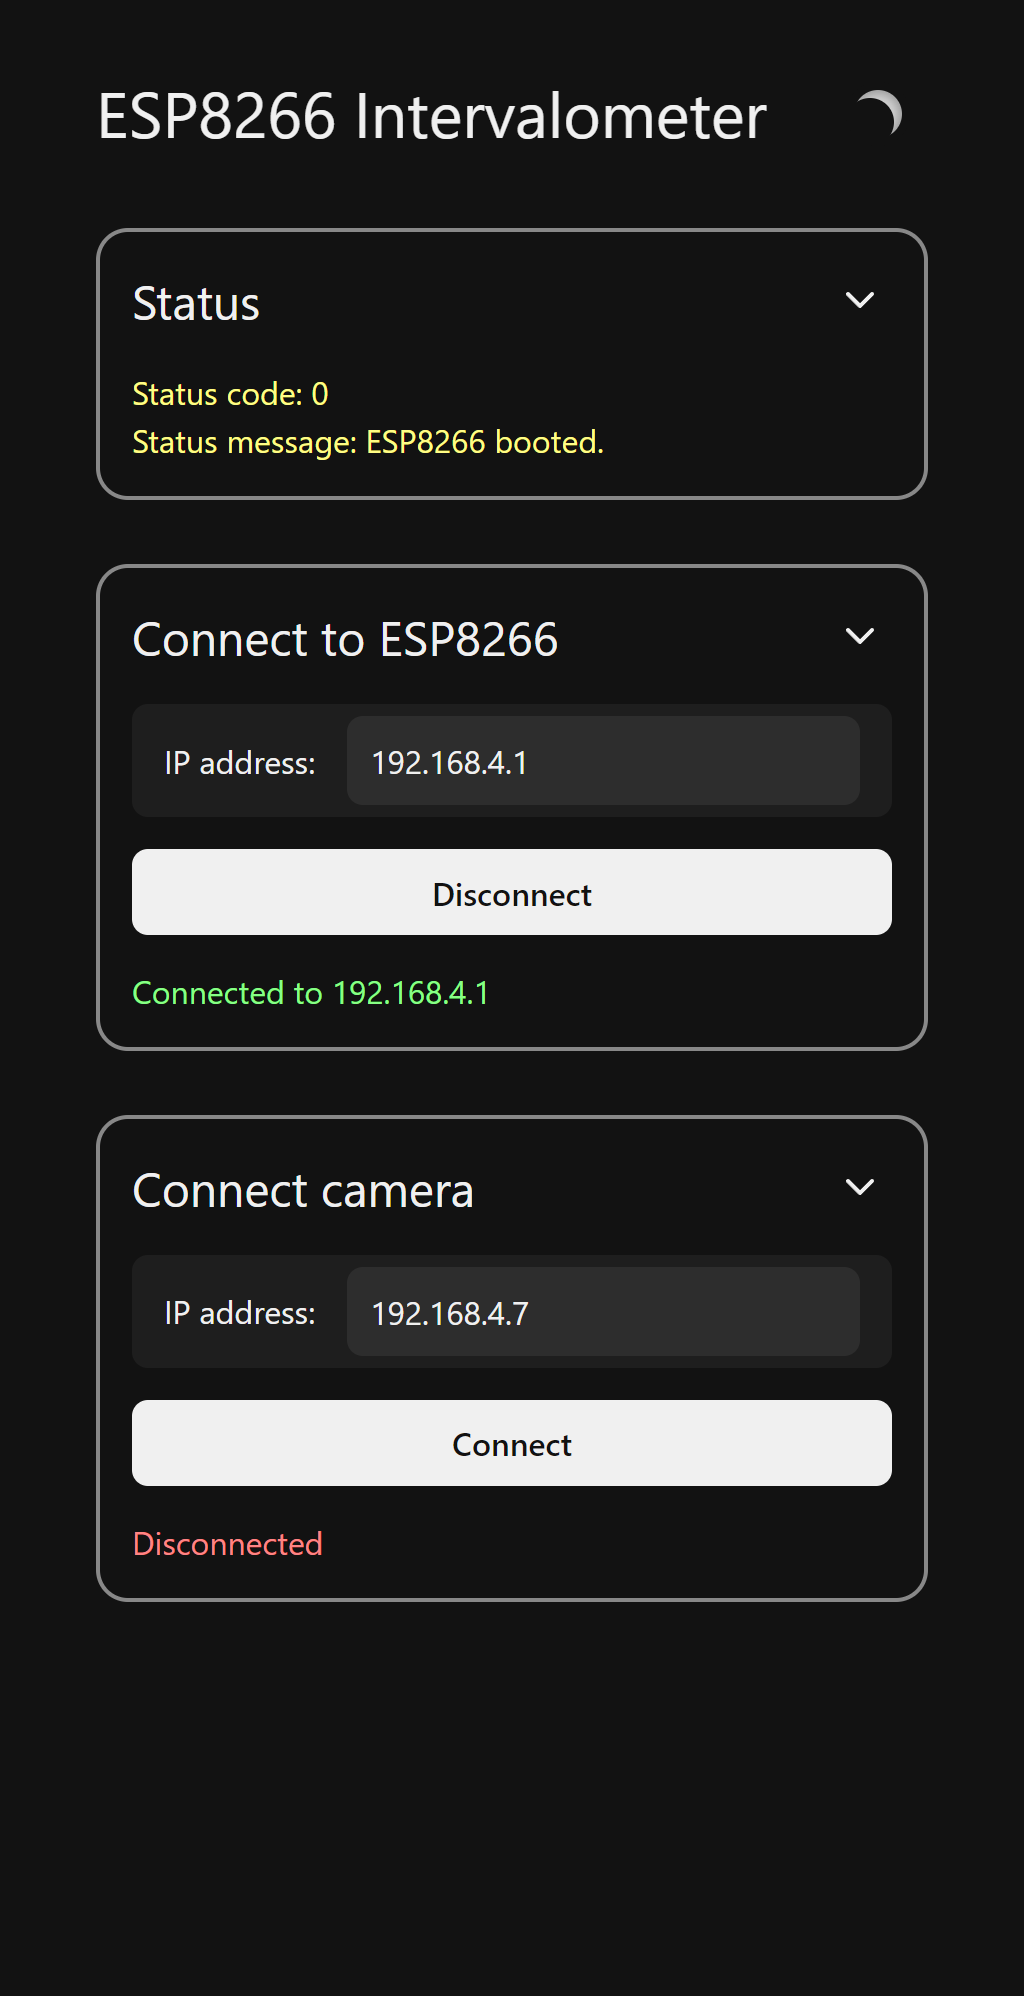 ESP8266 Intervalometer
Status
Status code: 0
Status message: ESP8266 booted.
Connect to ESP8266
IP address: 192.168.4.1
Disconnect
Connected to 192.168.4.1
Connect camera
IP address: 192.168.4.7
Connect
Disconnected